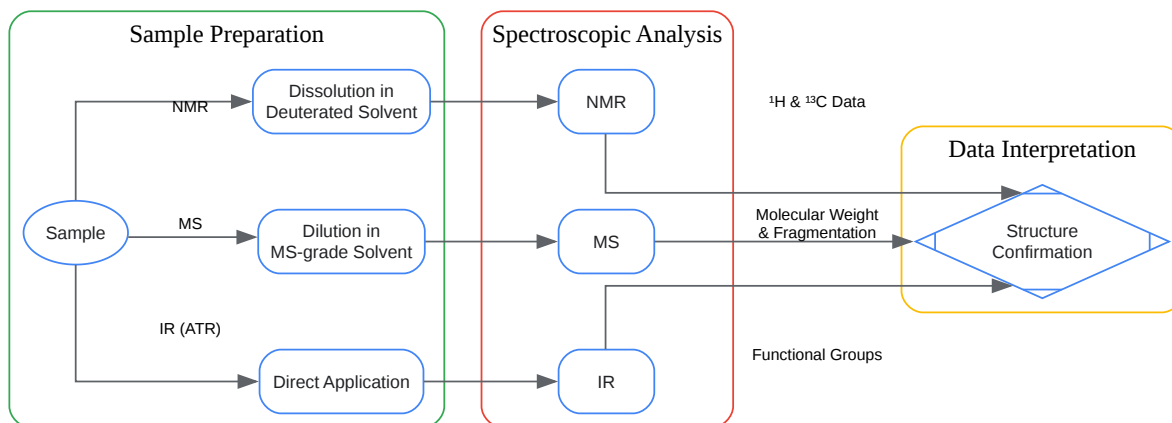 Sample Preparation
Spectroscopic Analysis
Data Interpretation
NMR
Dissolution in
Deuterated Solvent
NMR
¹H & ¹³C Data
Sample
MS
Dilution in
MS-grade Solvent
MS
Molecular Weight
& Fragmentation
Structure
Confirmation
IR (ATR)
Direct Application
IR
Functional Groups